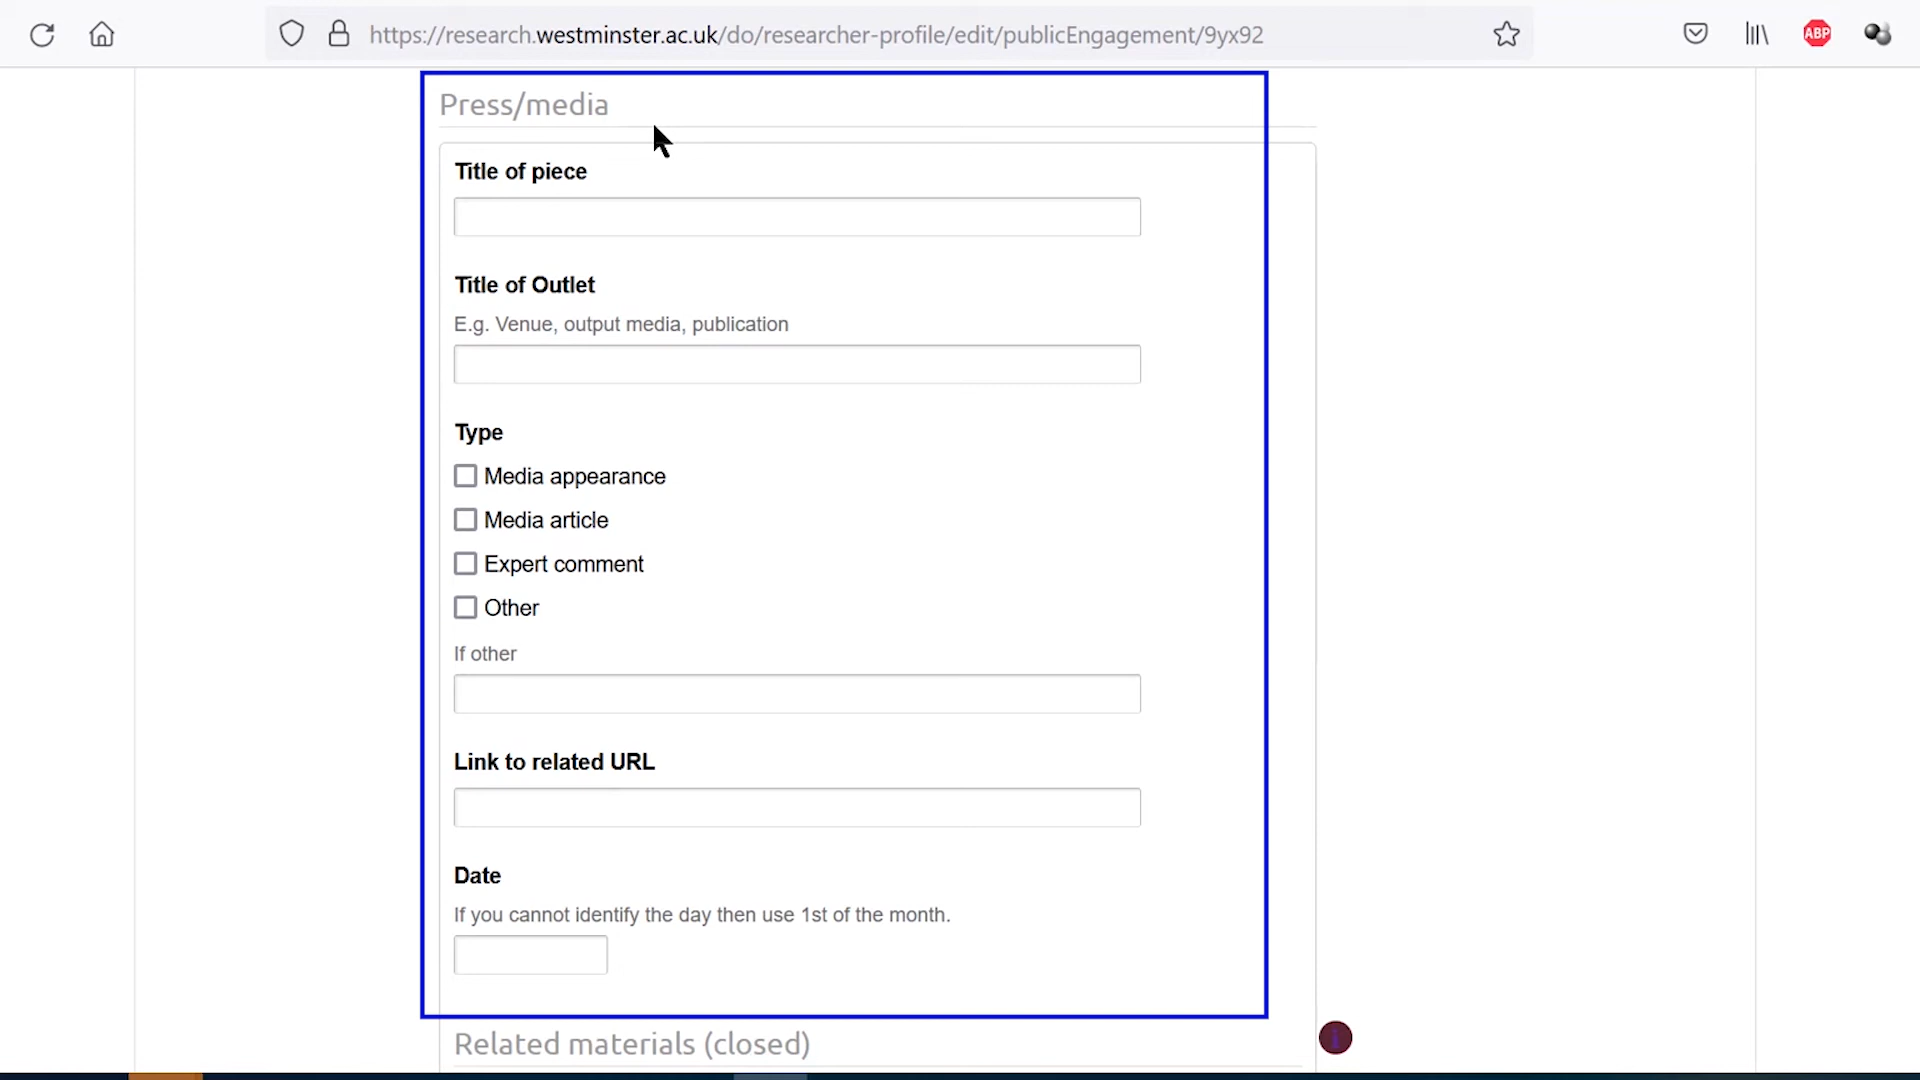 https://research.westminster.ac.uk/do/researcher-profile/edit/publicEngagement/9yx92
ABP
Press/media
Title of piece
Title of Outlet
E.g. Venue, output media, publication
Type
Media appearance
Media article
Expert comment
Other
If other
Link to related URL
Date
If you cannot identify the day then use 1st of the month.
Related materials (closed)
i